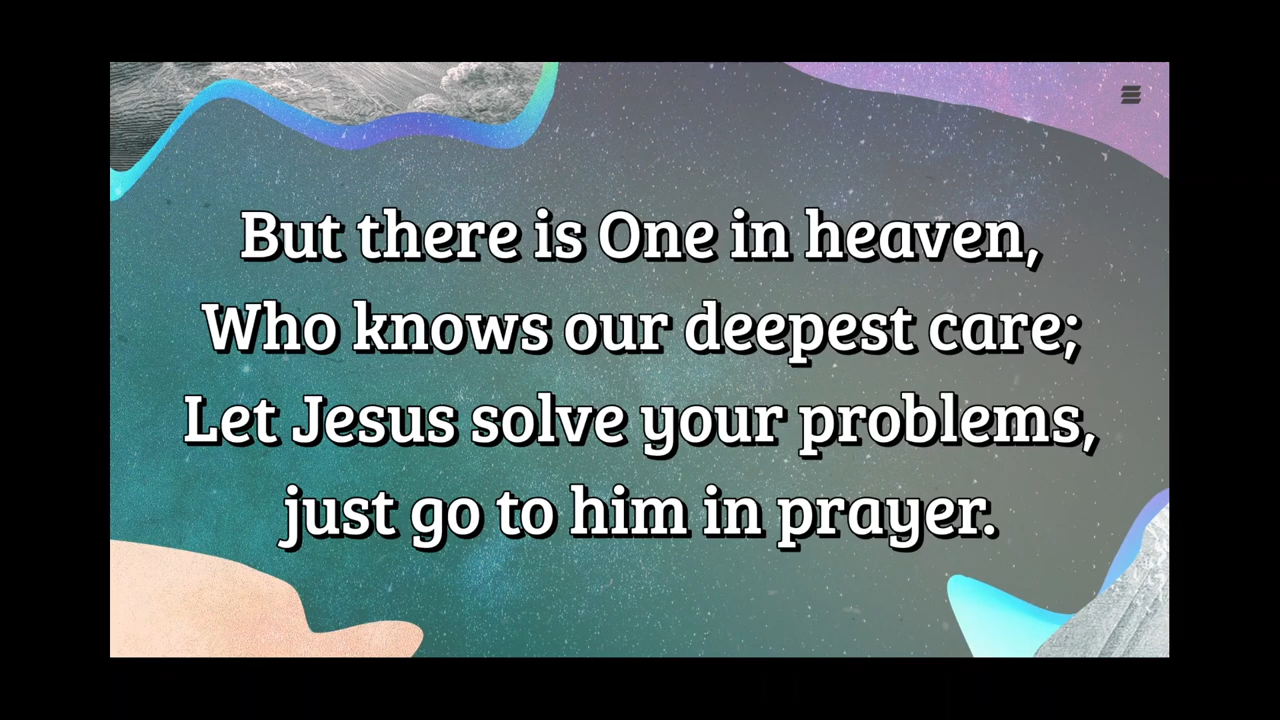 But there is One in heaven,
Who knows our deepest care;
Let Jesus solve your problems,
just go to him in prayer.